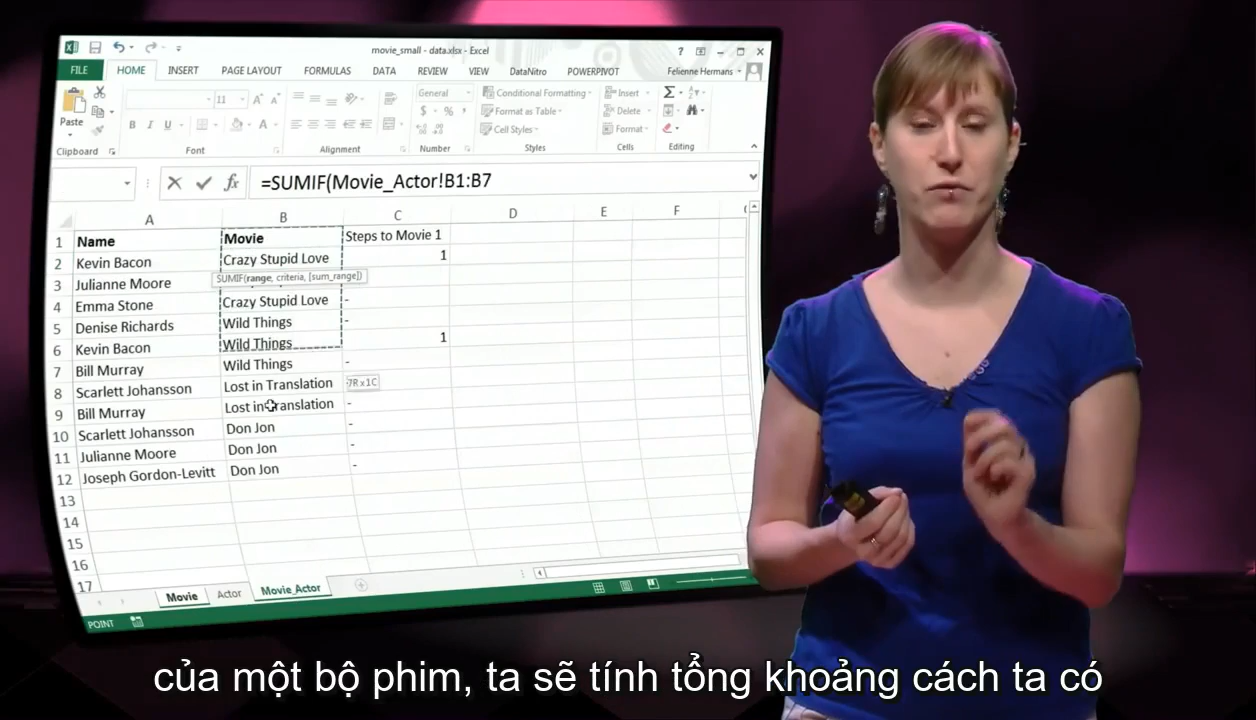 movie_small - data.xlsx - Excel
FILE HOME INSERT PAGE LAYOUT FORMULAS DATA REVIEW VIEW DataNitro POWERPIVOT Felienne Hermans
Paste 11 A A General Conditional Formatting Insert
B I U A $ % Format as Table Delete
Cell Styles Format
Clipboard Font Alignment Number Styles Cells Editing
fx =SUMIF(Movie_Actor!B1:B7
A B C D E F
1 Name Movie Steps to Movie 1
2 Kevin Bacon Crazy Stupid Love 1
3 Julianne Moore SUMIF(range, criteria, [sum_range])
4 Emma Stone Crazy Stupid Love -
5 Denise Richards Wild Things -
6 Kevin Bacon Wild Things 1
7 Bill Murray Wild Things -
8 Scarlett Johansson Lost in Translation 7R x 1C
9 Bill Murray Lost in Translation -
10 Scarlett Johansson Don Jon -
11 Julianne Moore Don Jon -
12 Joseph Gordon-Levitt Don Jon -
13
14
15
16
17
Movie Actor Movie_Actor
POINT
của một bộ phim, ta sẽ tính tổng khoảng cách ta có